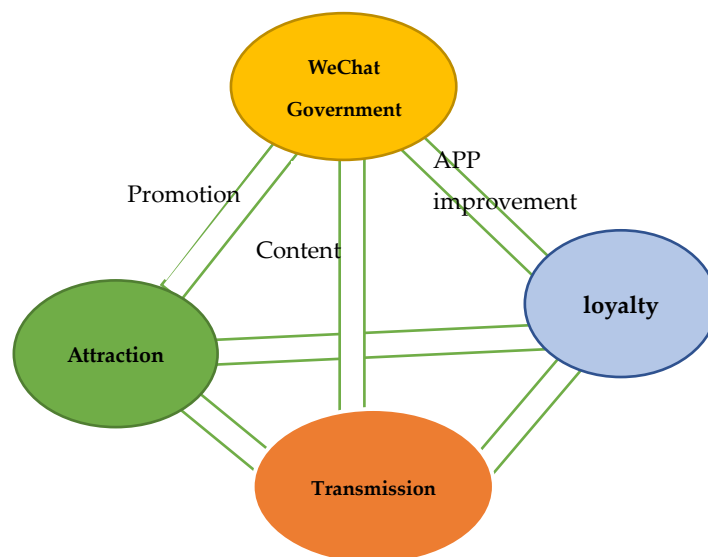 WeChat
Government
APP
improvement
Promotion
Content
loyalty
Attraction
Transmission